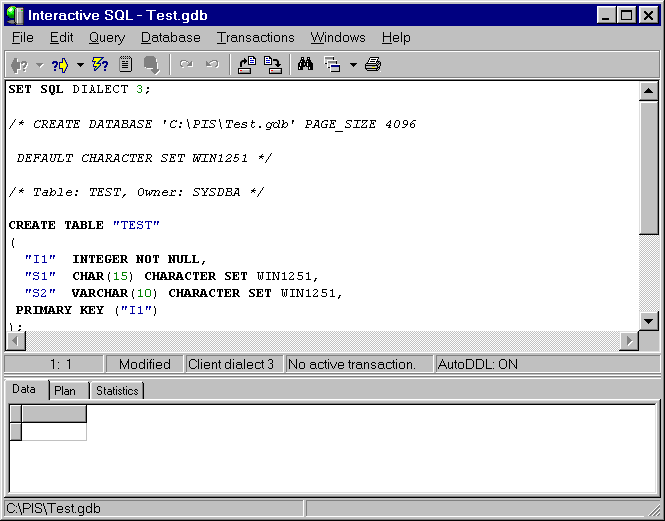 Interactive SQL - Test.gdb
File Edit Query Database Transactions Windows Help
SET SQL DIALECT 3;
/* CREATE DATABASE 'C:\PIS\Test.gdb' PAGE_SIZE 4096
DEFAULT CHARACTER SET WIN1251 */
/* Table: TEST, Owner: SYSDBA */
CREATE TABLE "TEST"
(
"I1" INTEGER NOT NULL,
"S1" CHAR(15) CHARACTER SET WIN1251,
"S2" VARCHAR(10) CHARACTER SET WIN1251,
PRIMARY KEY ("I1")
);
1: 1 Modified Client dialect 3 No active transaction. AutoDDL: ON
Data Plan Statistics
C:\PIS\Test.gdb